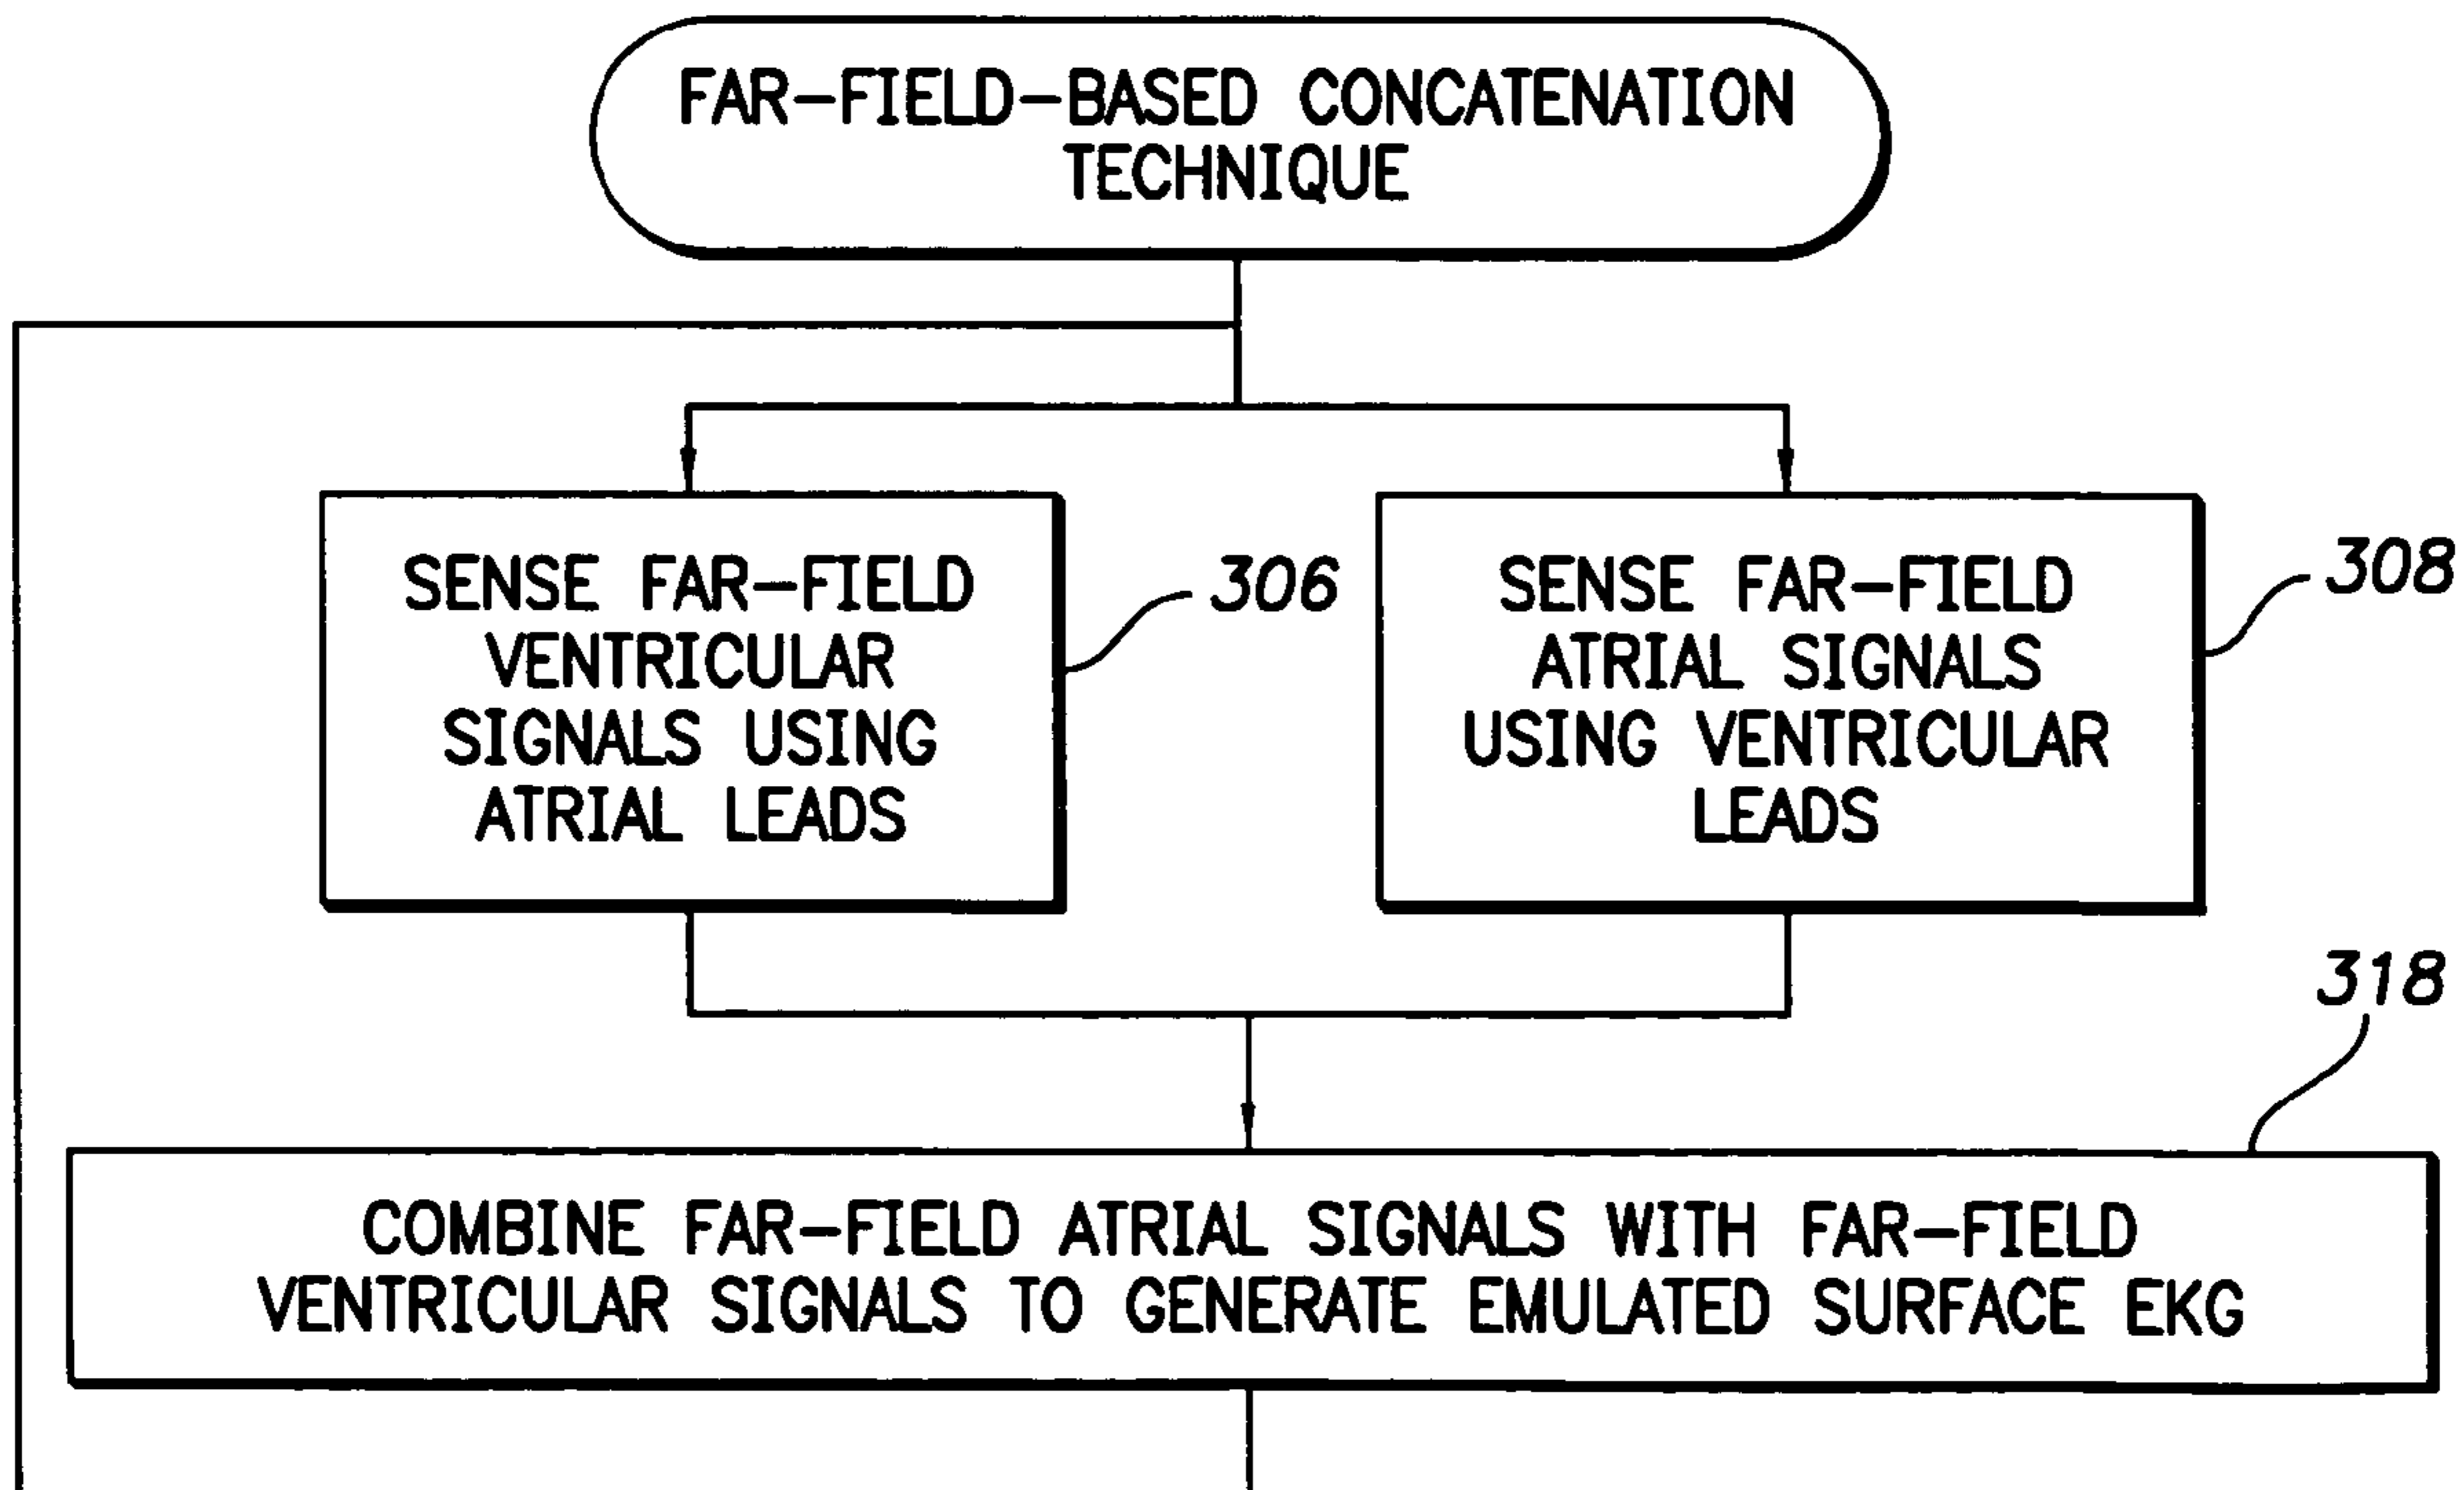 FAR-FIELD-BASED CONCATENATION
TECHNIQUE
SENSE FAR-FIELD
VENTRICULAR
SIGNALS USING
ATRIAL LEADS
306
SENSE FAR-FIELD
ATRIAL SIGNALS
USING VENTRICULAR
LEADS
308
318
COMBINE FAR-FIELD ATRIAL SIGNALS WITH FAR-FIELD
VENTRICULAR SIGNALS TO GENERATE EMULATED SURFACE EKG